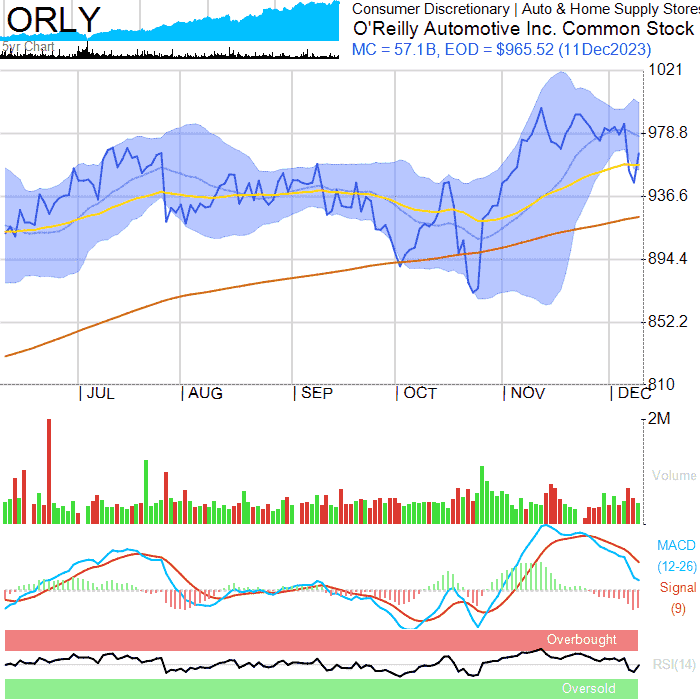 ORLY
5yr Chart
Consumer Discretionary | Auto & Home Supply Stores
O'Reilly Automotive Inc. Common Stock
MC = 57.1B, EOD = $965.52 (11Dec2023)
1021
978.8
936.6
894.4
852.2
810
| JUL | AUG | SEP | OCT | NOV | DEC
2M
Volume
MACD
(12-26)
Signal
(9)
Overbought
RSI(14)
Oversold